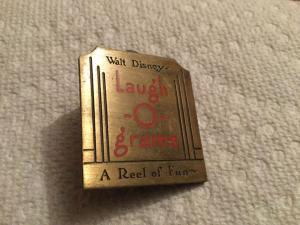 Walt Disney~
Laugh
-O-
grams
A Reel of Fun~